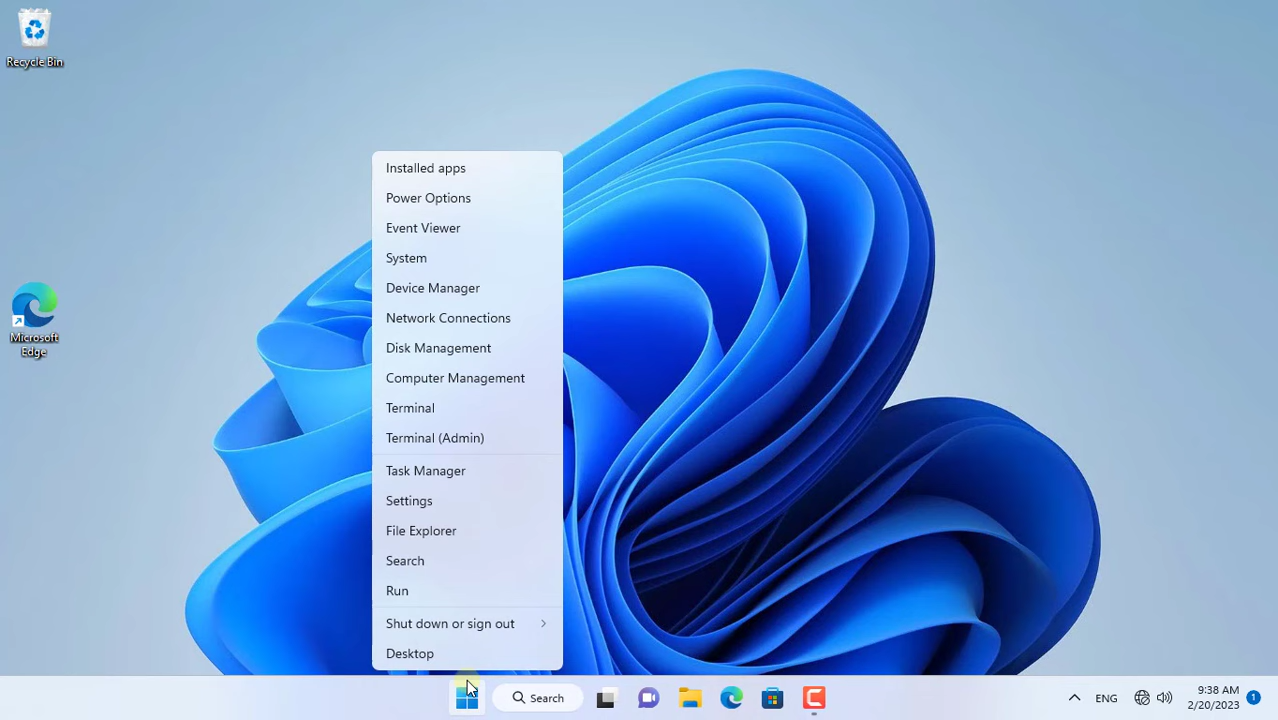 Recycle Bin
Microsoft
Edge
Installed apps
Power Options
Event Viewer
System
Device Manager
Network Connections
Disk Management
Computer Management
Terminal
Terminal (Admin)
Task Manager
Settings
File Explorer
Search
Run
Shut down or sign out
Desktop
Search
ENG
9:38 AM
2/20/2023
1